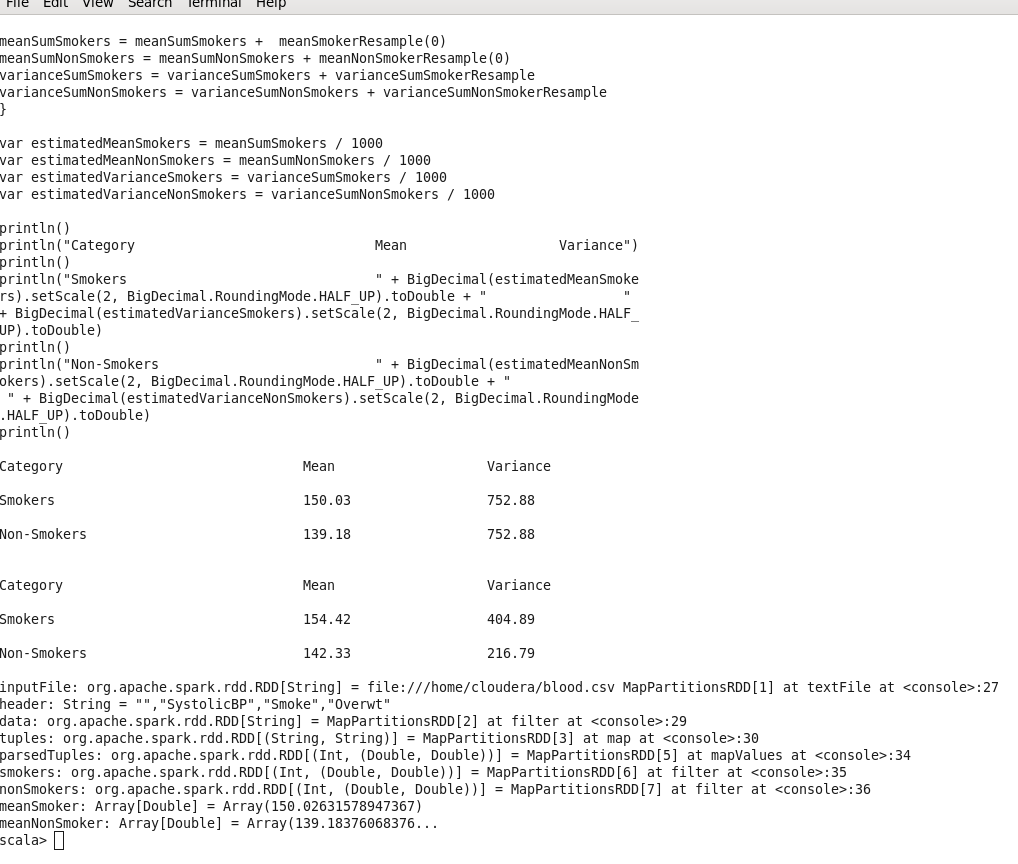 File Edit View Search Terminal Help
meanSumSmokers = meanSumSmokers +  meanSmokerResample(0)
meanSumNonSmokers = meanSumNonSmokers + meanNonSmokerResample(0)
varianceSumSmokers = varianceSumSmokers + varianceSumSmokerResample
varianceSumNonSmokers = varianceSumNonSmokers + varianceSumNonSmokerResample
}
var estimatedMeanSmokers = meanSumSmokers / 1000
var estimatedMeanNonSmokers = meanSumNonSmokers / 1000
var estimatedVarianceSmokers = varianceSumSmokers / 1000
var estimatedVarianceNonSmokers = varianceSumNonSmokers / 1000
println()
println("Category                              Mean                   Variance")
println()
println("Smokers                               " + BigDecimal(estimatedMeanSmoke
rs).setScale(2, BigDecimal.RoundingMode.HALF_UP).toDouble + "                 "
+ BigDecimal(estimatedVarianceSmokers).setScale(2, BigDecimal.RoundingMode.HALF_
UP).toDouble)
println()
println("Non-Smokers                           " + BigDecimal(estimatedMeanNonSm
okers).setScale(2, BigDecimal.RoundingMode.HALF_UP).toDouble + "
 " + BigDecimal(estimatedVarianceNonSmokers).setScale(2, BigDecimal.RoundingMode
.HALF_UP).toDouble)
println()
Category                              Mean                   Variance
Smokers                               150.03                 752.88
Non-Smokers                           139.18                 752.88
Category                              Mean                   Variance
Smokers                               154.42                 404.89
Non-Smokers                           142.33                 216.79
inputFile: org.apache.spark.rdd.RDD[String] = file:///home/cloudera/blood.csv MapPartitionsRDD[1] at textFile at <console>:27
header: String = "","SystolicBP","Smoke","Overwt"
data: org.apache.spark.rdd.RDD[String] = MapPartitionsRDD[2] at filter at <console>:29
tuples: org.apache.spark.rdd.RDD[(String, String)] = MapPartitionsRDD[3] at map at <console>:30
parsedTuples: org.apache.spark.rdd.RDD[(Int, (Double, Double))] = MapPartitionsRDD[5] at mapValues at <console>:34
smokers: org.apache.spark.rdd.RDD[(Int, (Double, Double))] = MapPartitionsRDD[6] at filter at <console>:35
nonSmokers: org.apache.spark.rdd.RDD[(Int, (Double, Double))] = MapPartitionsRDD[7] at filter at <console>:36
meanSmoker: Array[Double] = Array(150.02631578947367)
meanNonSmoker: Array[Double] = Array(139.18376068376...
scala>